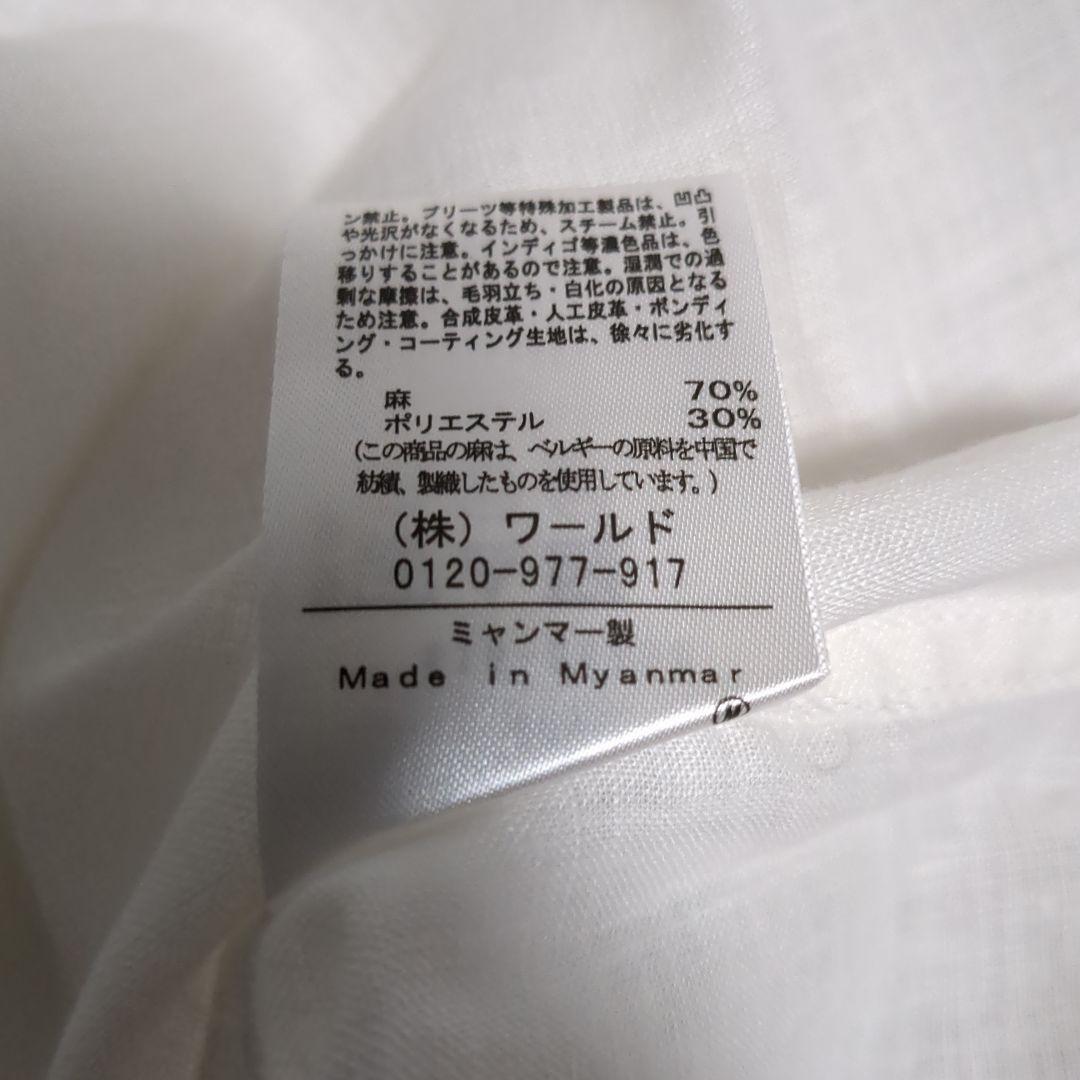 ン禁止。プリーツ等特殊加工製品は、凹凸
や光沢がなくなるため、スチーム禁止。引
っかけに注意。インディゴ等濃色品は、色
移りすることがあるので注意。湿潤での過
剰な摩擦は、毛羽立ち・白化の原因となる
ため注意。合成皮革・人工皮革・ボンディ
ング・コーティング生地は、徐々に劣化す
る。
麻 70%
ポリエステル 30%
(この商品の麻は、ベルギーの原料を中国で
紡績、製織したものを使用しています。)
(株) ワールド
0120-977-917
ミャンマー製
Made in Myanmar
M